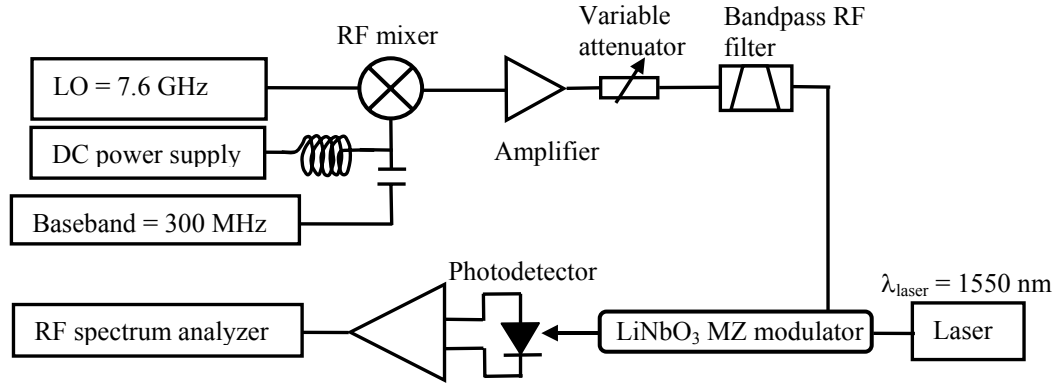 RF mixer
Variable
attenuator
Bandpass RF
filter
LO = 7.6 GHz
DC power supply
Amplifier
Baseband = 300 MHz
Photodetector
λlaser = 1550 nm
RF spectrum analyzer
LiNbO3 MZ modulator
Laser